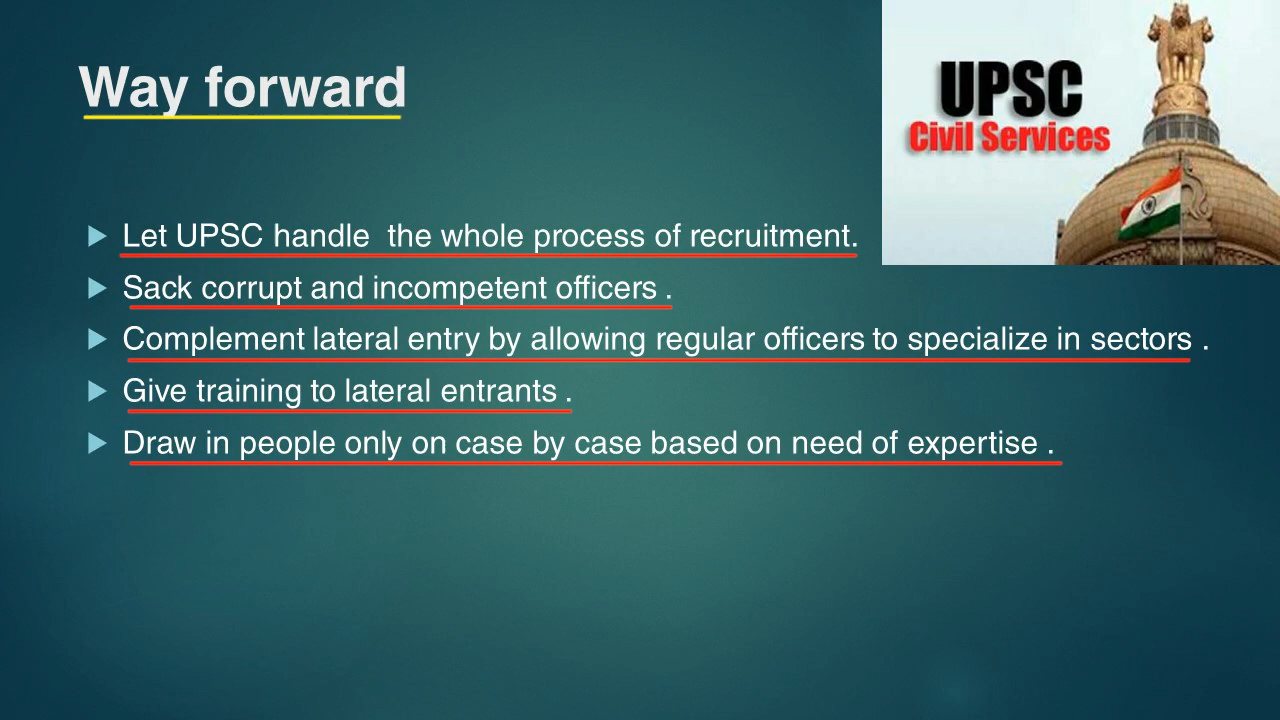 Way forward
UPSC
Civil Services
Let UPSC handle the whole process of recruitment.
Sack corrupt and incompetent officers .
Complement lateral entry by allowing regular officers to specialize in sectors .
Give training to lateral entrants .
Draw in people only on case by case based on need of expertise .